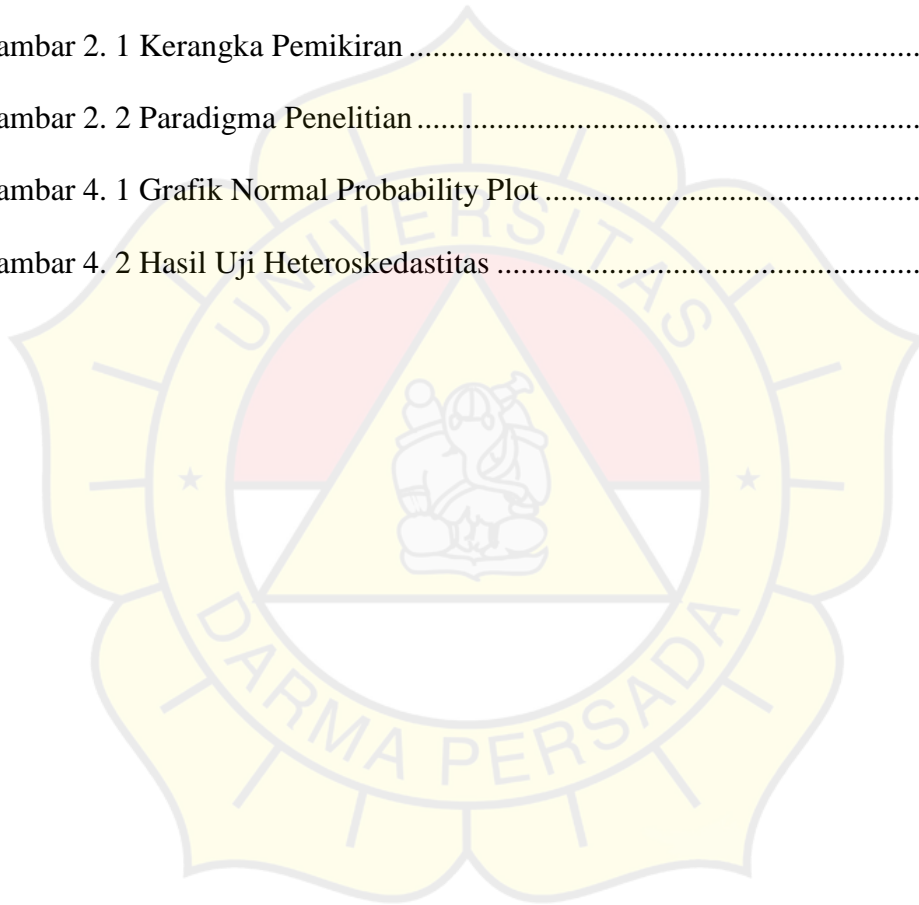 ambar 2. 1 Kerangka Pemikiran ................................................................
ambar 2. 2 Paradigma Penelitian ...............................................................
ambar 4. 1 Grafik Normal Probability Plot ...............................................
ambar 4. 2 Hasil Uji Heteroskedastitas .....................................................
UNIVERSITAS
DARMA PERSADA